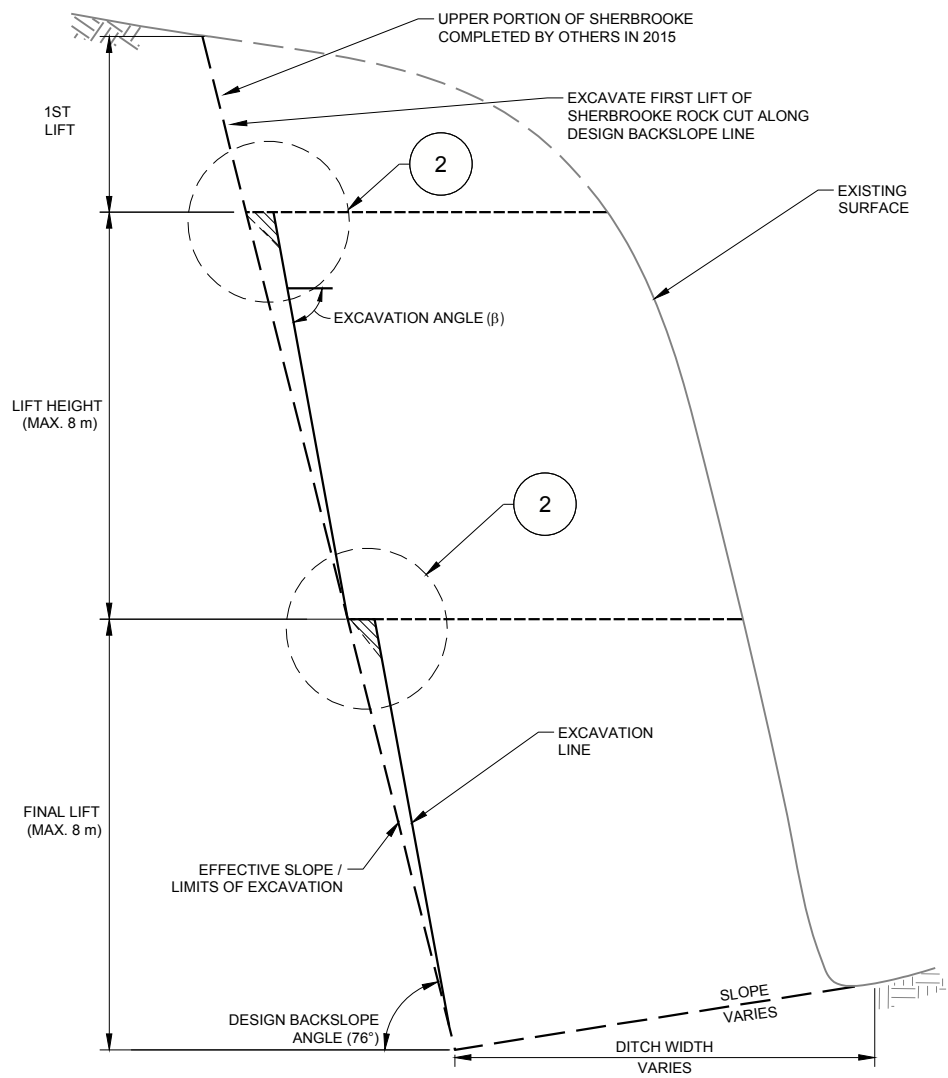 UPPER PORTION OF SHERBROOKE
COMPLETED BY OTHERS IN 2015
1ST
LIFT
EXCAVATE FIRST LIFT OF
SHERBROOKE ROCK CUT ALONG
DESIGN BACKSLOPE LINE
2
EXISTING
SURFACE
EXCAVATION ANGLE (β)
LIFT HEIGHT
(MAX. 8 m)
2
EXCAVATION
LINE
FINAL LIFT
(MAX. 8 m)
EFFECTIVE SLOPE /
LIMITS OF EXCAVATION
DESIGN BACKSLOPE
ANGLE (76°)
SLOPE
VARIES
DITCH WIDTH
VARIES